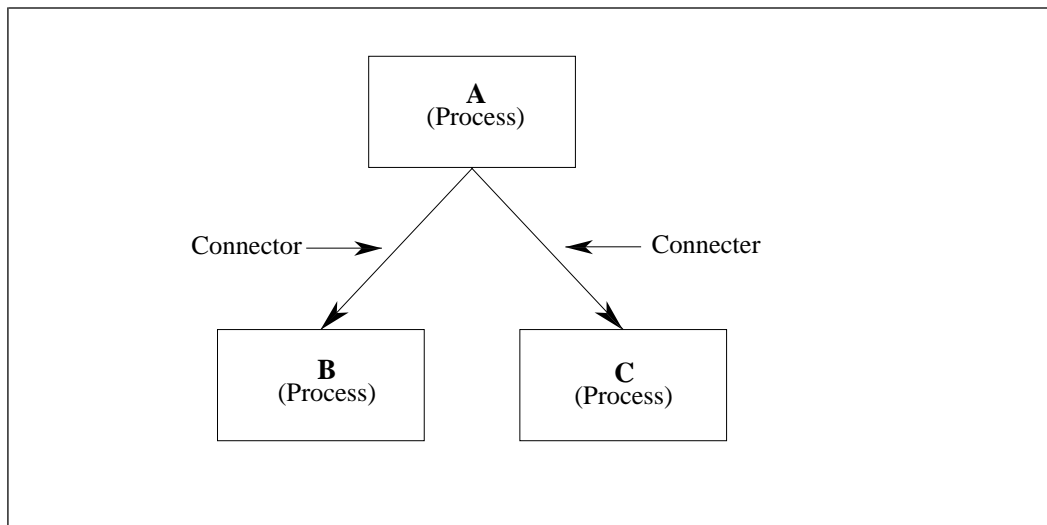 A
(Process)
Connector
Connecter
B
(Process)
C
(Process)